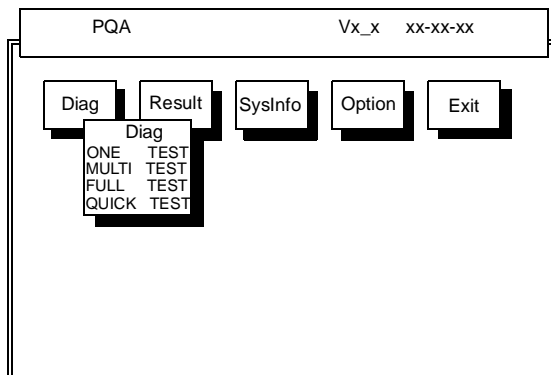 PQA Vx_x xx-xx-xx
Diag Result SysInfo Option Exit
Diag
ONE TEST
MULTI TEST
FULL TEST
QUICK TEST